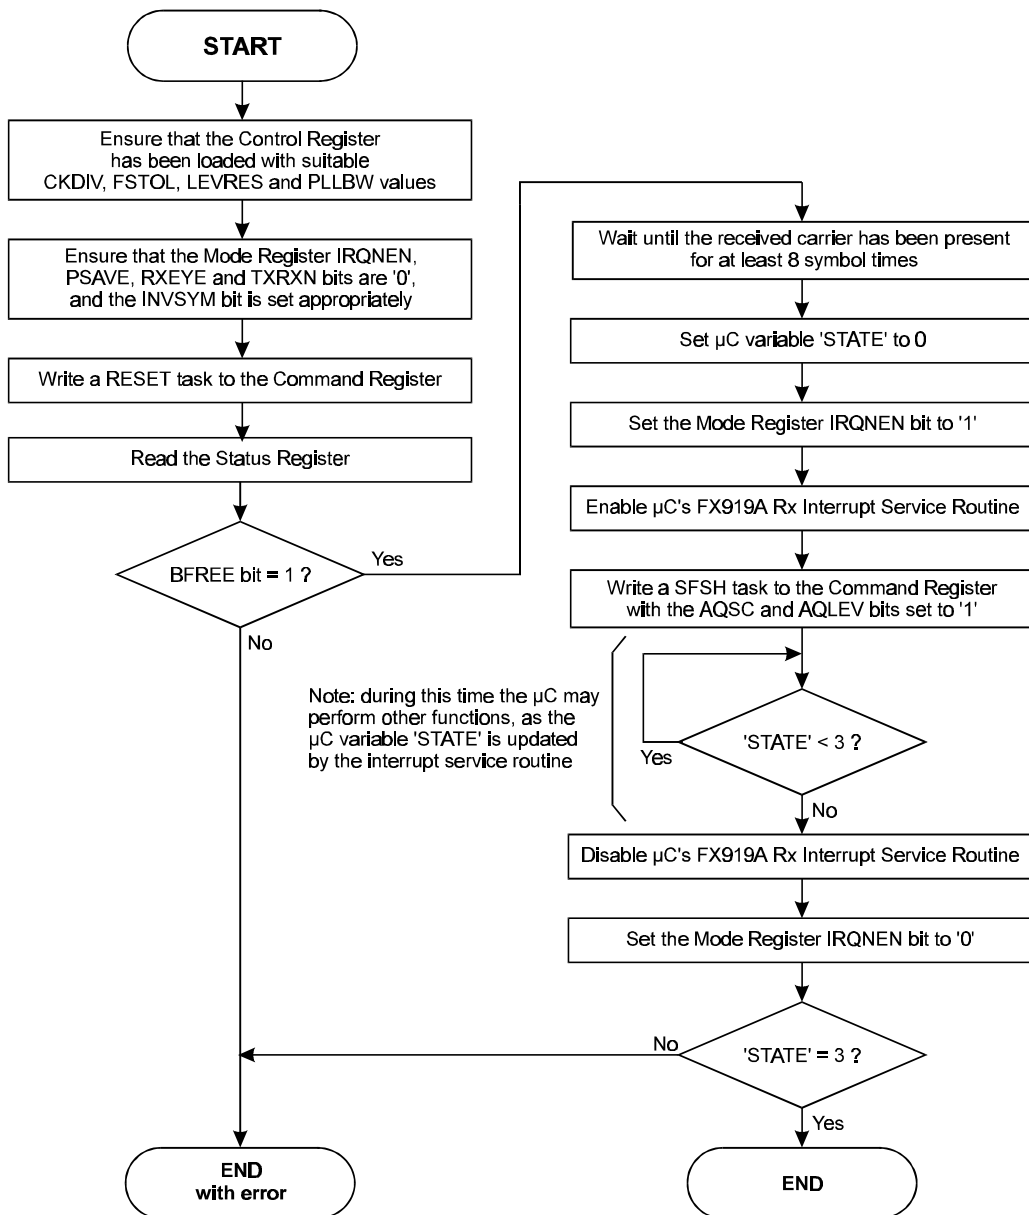 START
Ensure that the Control Register
has been loaded with suitable
CKDIV, FSTOL, LEVRES and PLLBW values
Ensure that the Mode Register IRQNEN,
PSAVE, RXEYE and TXRXN bits are '0',
and the INVSYM bit is set appropriately
Write a RESET task to the Command Register
Read the Status Register
BFREE bit = 1 ?
Yes
No
Wait until the received carrier has been present
for at least 8 symbol times
Set µC variable 'STATE' to 0
Set the Mode Register IRQNEN bit to '1'
Enable µC's FX919A Rx Interrupt Service Routine
Write a SFSH task to the Command Register
with the AQSC and AQLEV bits set to '1'
Note: during this time the µC may
perform other functions, as the
µC variable 'STATE' is updated
by the interrupt service routine
'STATE' < 3 ?
Yes
No
Disable µC's FX919A Rx Interrupt Service Routine
Set the Mode Register IRQNEN bit to '0'
'STATE' = 3 ?
No
Yes
END
with error
END